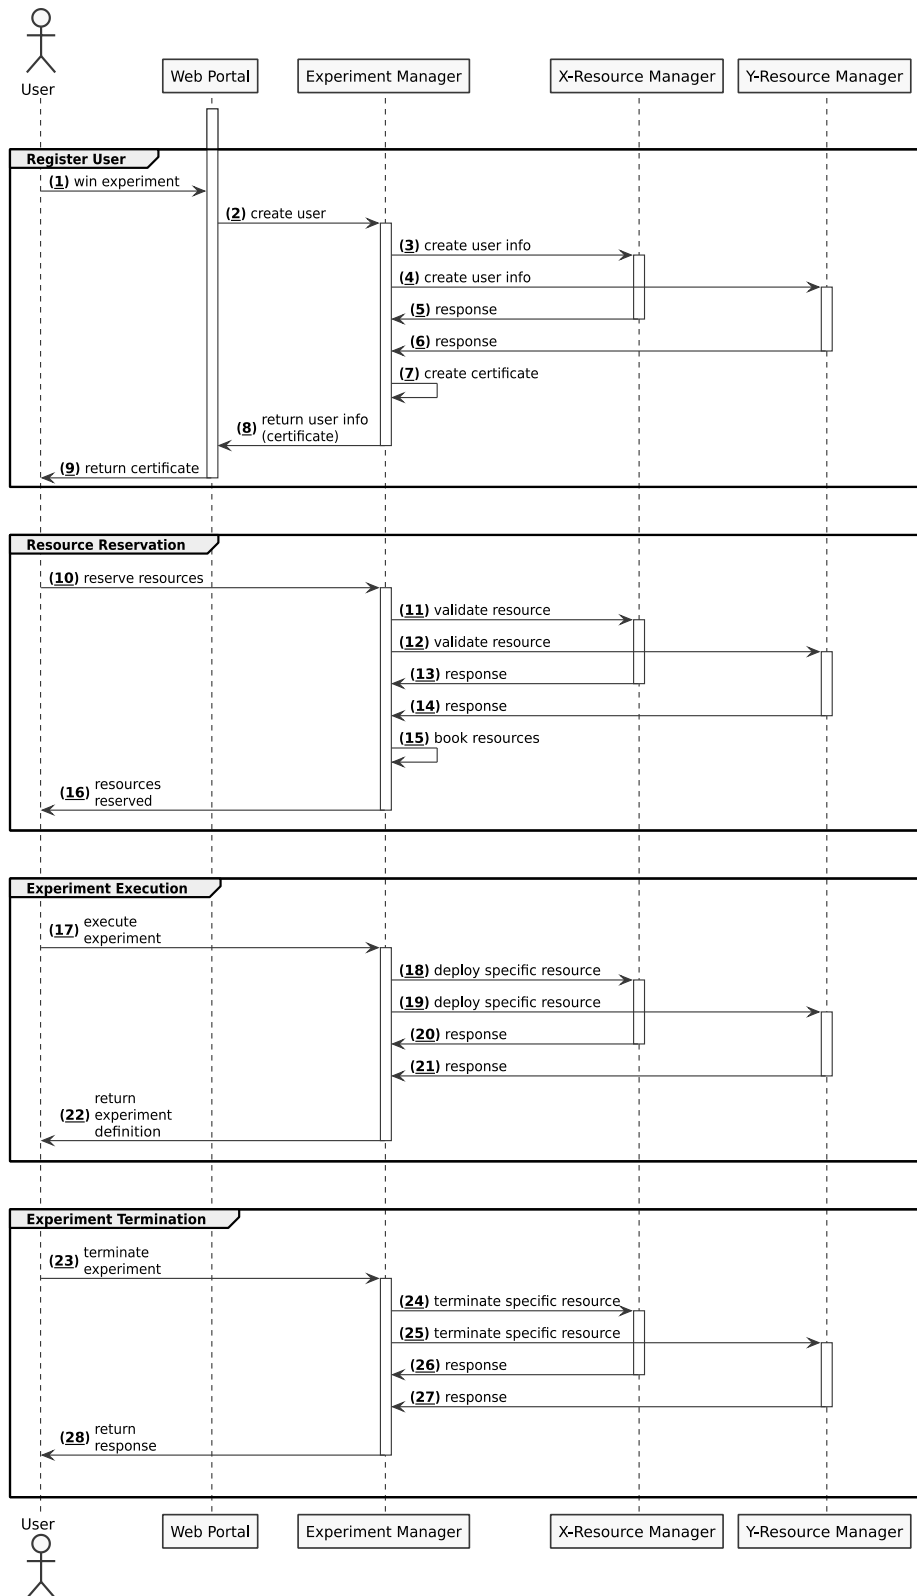 User
Web Portal
Experiment Manager
X-Resource Manager
Y-Resource Manager
Register User
(1) win experiment
(2) create user
(3) create user info
(4) create user info
(5) response
(6) response
(7) create certificate
(8) return user info
(certificate)
(9) return certificate
Resource Reservation
(10) reserve resources
(11) validate resource
(12) validate resource
(13) response
(14) response
(15) book resources
(16) resources
reserved
Experiment Execution
(17) execute
experiment
(18) deploy specific resource
(19) deploy specific resource
(20) response
(21) response
return
(22) experiment
definition
Experiment Termination
(23) terminate
experiment
(24) terminate specific resource
(25) terminate specific resource
(26) response
(27) response
(28) return
response
User
Web Portal
Experiment Manager
X-Resource Manager
Y-Resource Manager